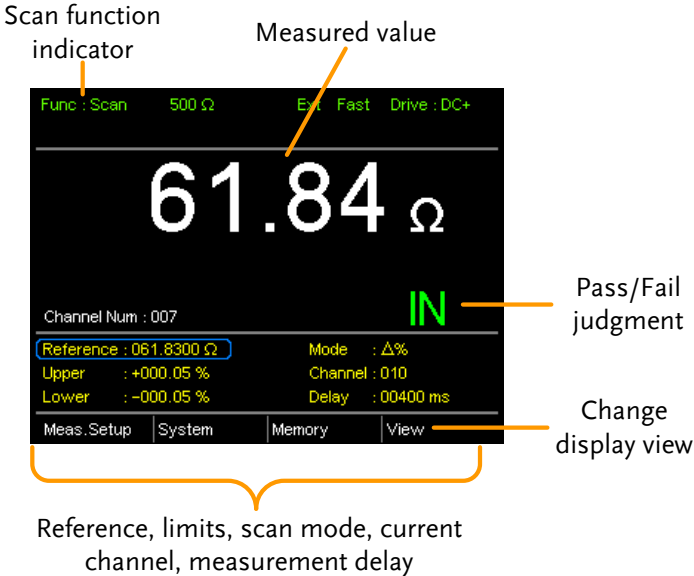 Scan function
indicator
Measured value
Func : Scan 500 Ω Ext Fast Drive : DC+
61.84 Ω
Channel Num : 007
IN
Pass/Fail
judgment
Reference : 061.8300 Ω Mode : Δ%
Upper : +000.05 % Channel : 010
Lower : -000.05 % Delay : 00400 ms
Meas.Setup System Memory View
Change
display view
Reference, limits, scan mode, current
channel, measurement delay